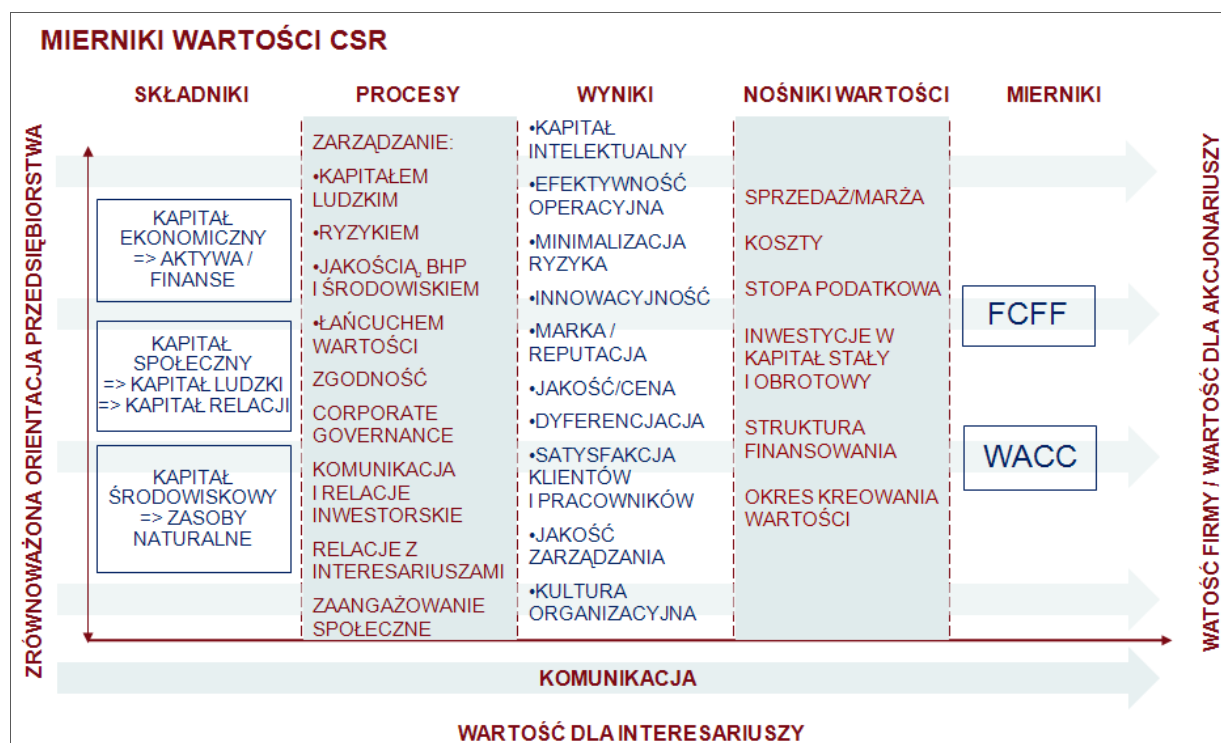 MIERNIKI WARTOŚCI CSR
SKŁADNIKI
PROCESY
WYNIKI
NOŚNIKI WARTOŚCI
MIERNIKI
ZRÓWNOWAŻONA ORIENTACJA PRZEDSIĘBIORSTWA
KAPITAŁ
EKONOMICZNY
=> AKTYWA /
FINANSE
KAPITAŁ
SPOŁECZNY
=> KAPITAŁ LUDZKI
=> KAPITAŁ RELACJI
KAPITAŁ
ŚRODOWISKOWY
=> ZASOBY
NATURALNE
ZARZĄDZANIE:
•KAPITAŁEM
LUDZKIM
•RYZYKIEM
•JAKOŚCIĄ, BHP
I ŚRODOWISKIEM
•ŁAŃCUCHEM
WARTOŚCI
ZGODNOŚĆ
CORPORATE
GOVERNANCE
KOMUNIKACJA
I RELACJE
INWESTORSKIE
RELACJE Z
INTERESARIUSZAMI
ZAANGAŻOWANIE
SPOŁECZNE
•KAPITAŁ
INTELEKTUALNY
•EFEKTYWNOŚĆ
OPERACYJNA
•MINIMALIZACJA
RYZYKA
•INNOWACYJNOŚĆ
•MARKA /
REPUTACJA
•JAKOŚĆ/CENA
•DYFERENCJACJA
•SATYSFAKCJA
KLIENTÓW
I PRACOWNIKÓW
•JAKOŚĆ
ZARZĄDZANIA
•KULTURA
ORGANIZACYJNA
SPRZEDAŻ/MARŻA
KOSZTY
STOPA PODATKOWA
INWESTYCJE W
KAPITAŁ STAŁY
I OBROTOWY
STRUKTURA
FINANSOWANIA
OKRES KREOWANIA
WARTOŚCI
FCFF
WACC
WATOŚĆ FIRMY / WARTOŚĆ DLA AKCJONARIUSZY
KOMUNIKACJA
WARTOŚĆ DLA INTERESARIUSZY